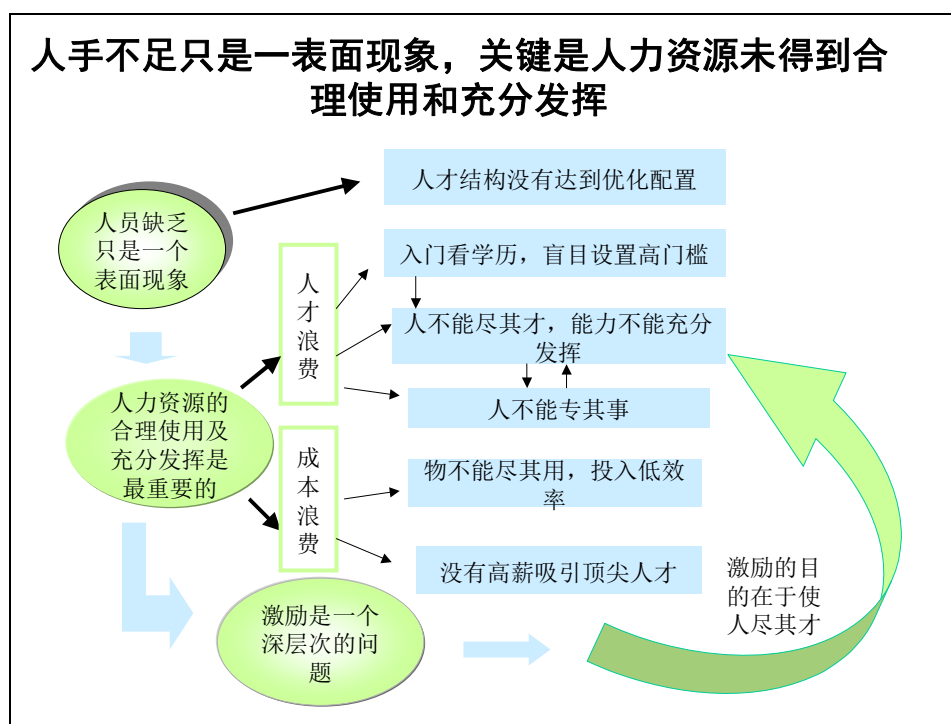 人手不足只是一表面现象，关键是人力资源未得到合
理使用和充分发挥
人员缺乏
只是一个
表面现象
人才结构没有达到优化配置
人
才
浪
费
入门看学历，盲目设置高门槛
人不能尽其才，能力不能充分
发挥
人不能专其事
人力资源的
合理使用及
充分发挥是
最重要的
成
本
浪
费
物不能尽其用，投入低效
率
没有高薪吸引顶尖人才
激励是一个
深层次的问
题
激励的目
的在于使
人尽其才